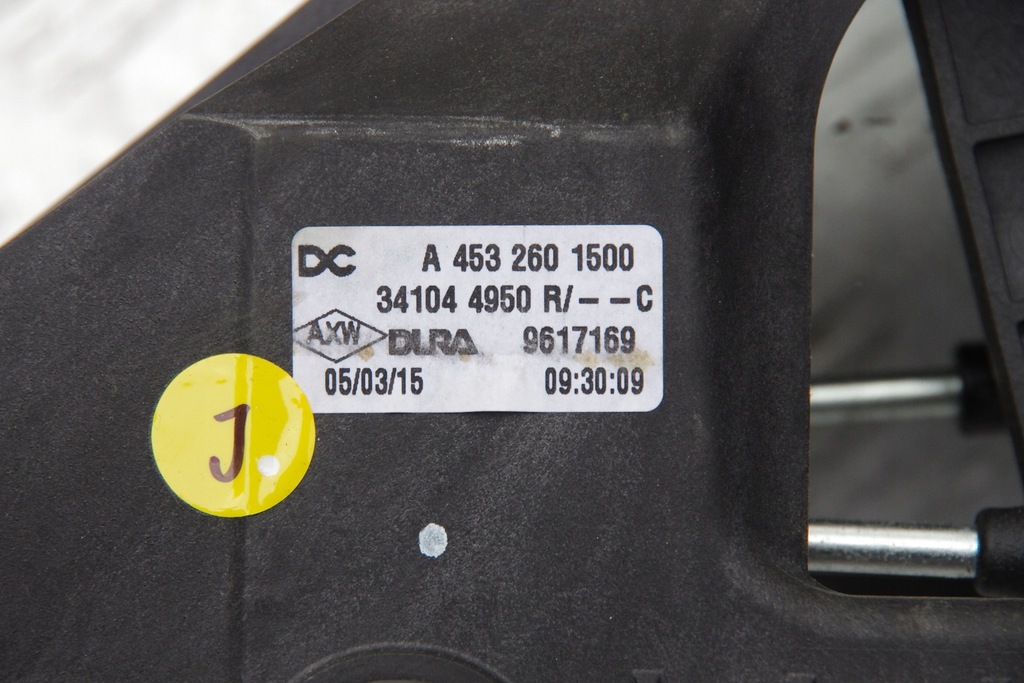 DC A 453 260 1500
34104 4950 R/--C
AXW DURA 9617169
05/03/15 09:30:09
J